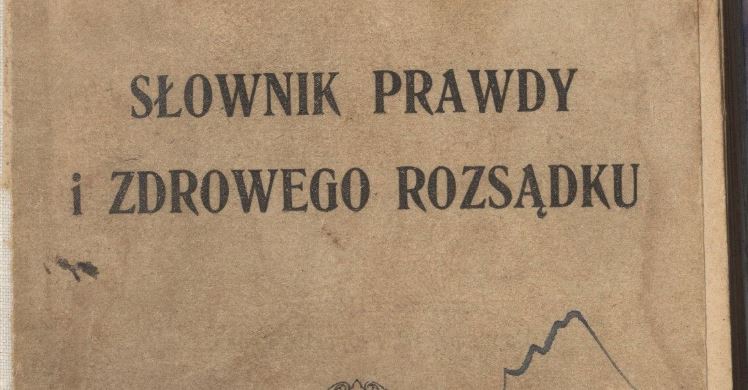 SŁOWNIK PRAWDY
i ZDROWEGO ROZSĄDKU